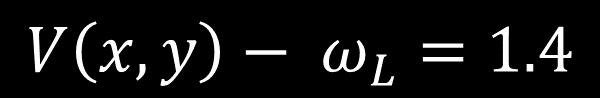 V(x, y) − ω_L = 1.4